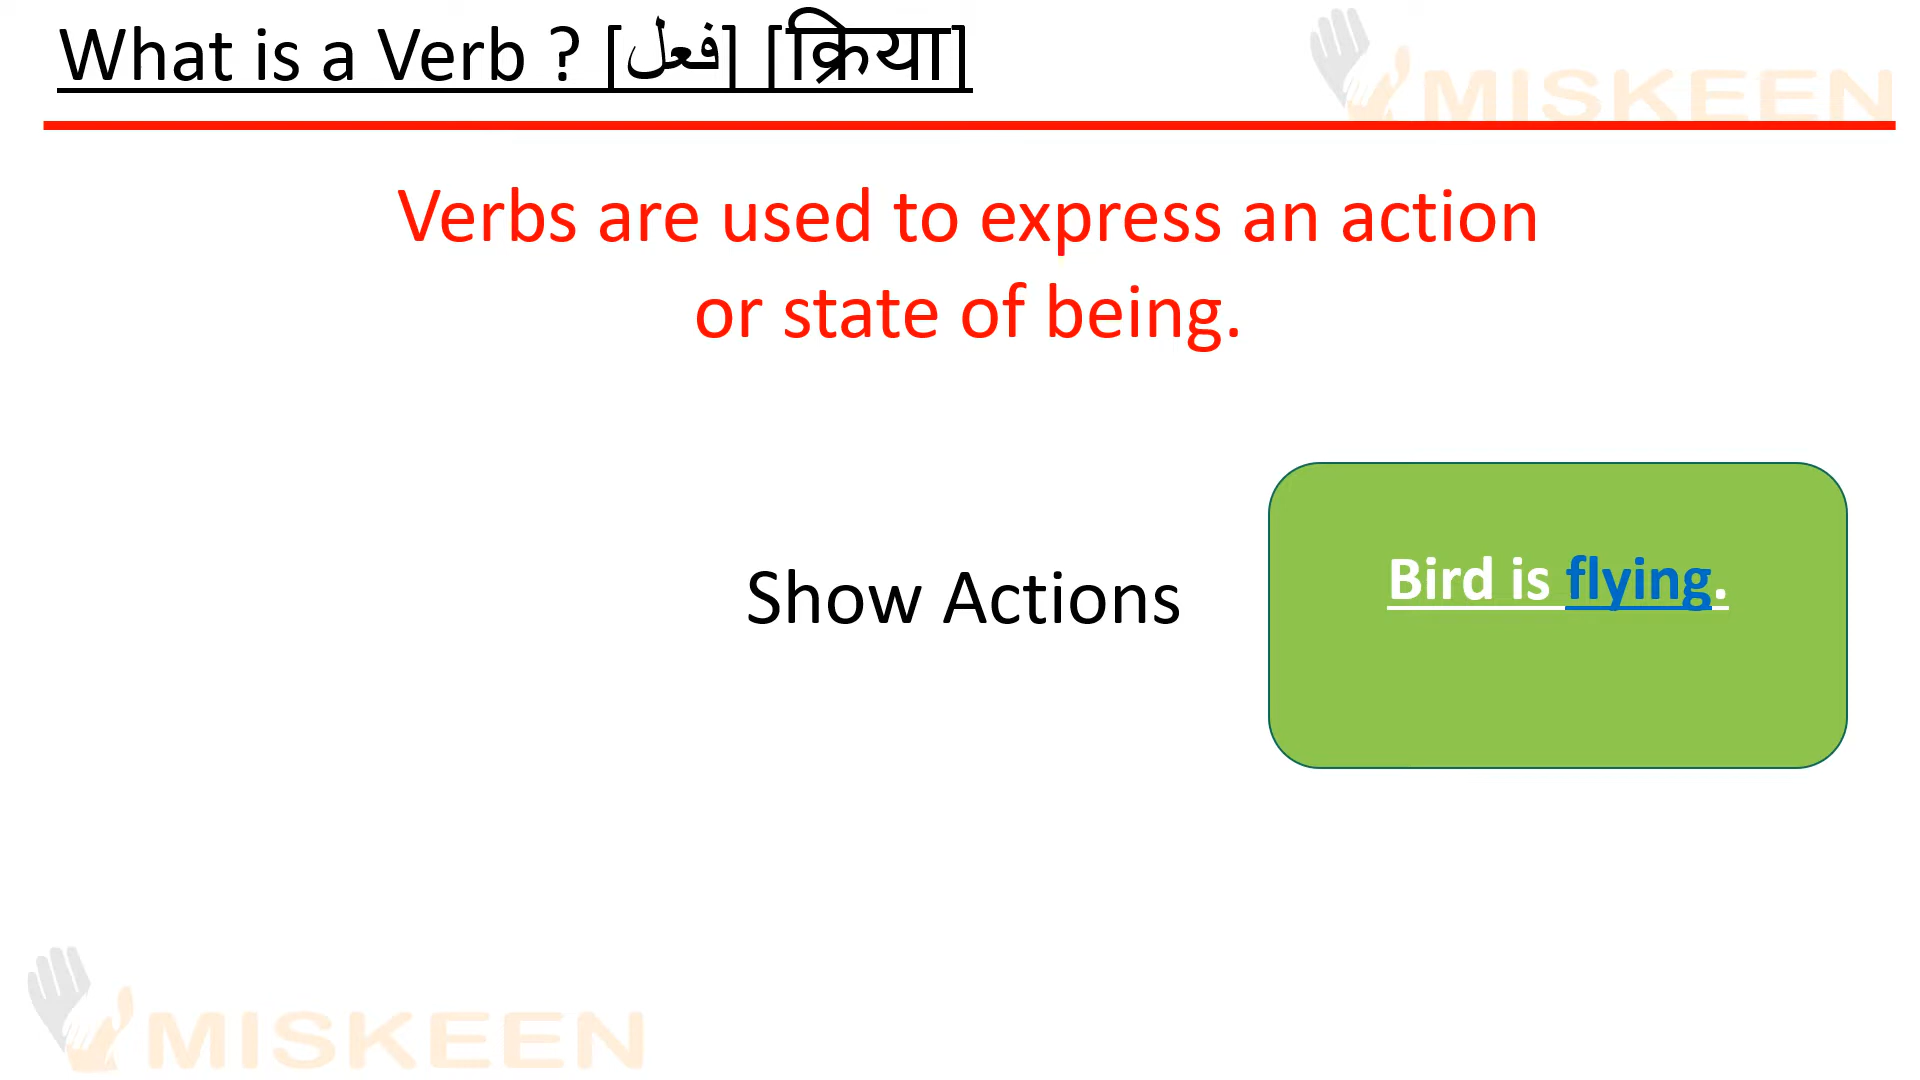 What is a Verb ? [فعل] [क्रिया]
MISKEEN
Verbs are used to express an action
or state of being.
Show Actions
Bird is flying.
MISKEEN